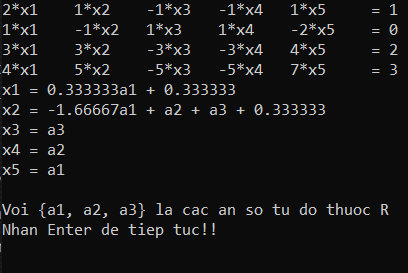 2*x1 1*x2 -1*x3 -1*x4 1*x5 = 1
1*x1 -1*x2 1*x3 1*x4 -2*x5 = 0
3*x1 3*x2 -3*x3 -3*x4 4*x5 = 2
4*x1 5*x2 -5*x3 -5*x4 7*x5 = 3
x1 = 0.333333a1 + 0.333333
x2 = -1.66667a1 + a2 + a3 + 0.333333
x3 = a3
x4 = a2
x5 = a1
Voi {a1, a2, a3} la cac an so tu do thuoc R
Nhan Enter de tiep tuc!!